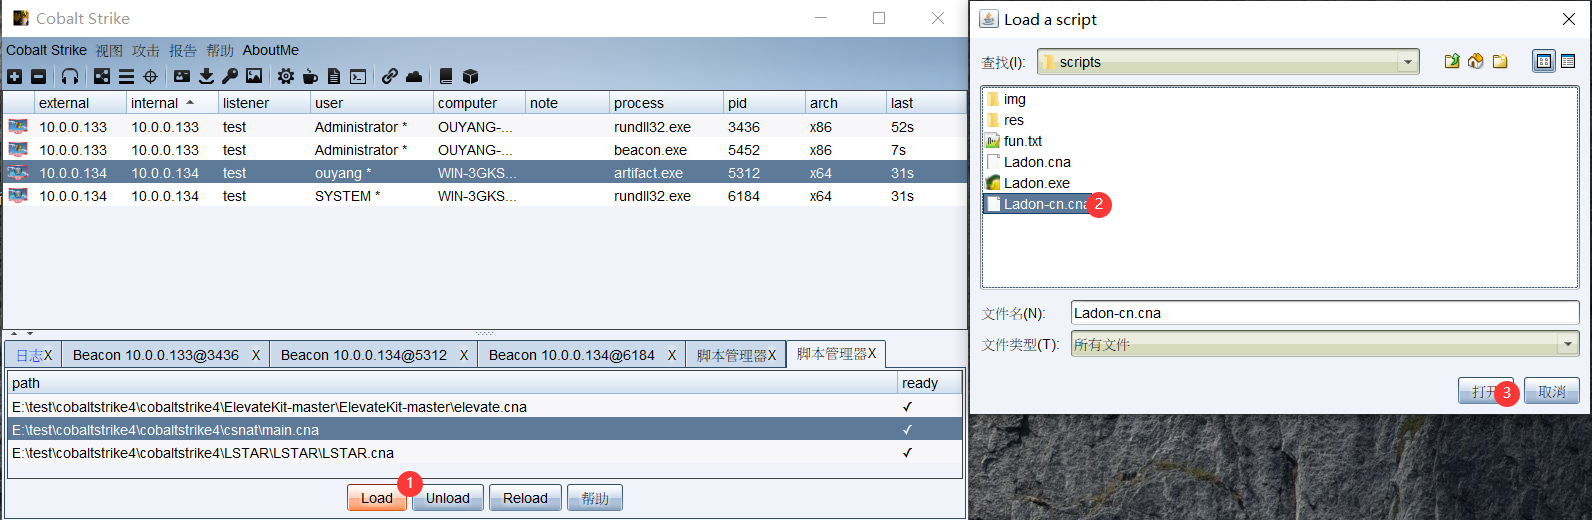 Cobalt Strike
Cobalt Strike 视图 攻击 报告 帮助 AboutMe
external internal listener user computer note process pid arch last
10.0.0.133 10.0.0.133 test Administrator * OUYANG-... rundll32.exe 3436 x86 52s
10.0.0.133 10.0.0.133 test Administrator * OUYANG-... beacon.exe 5452 x86 7s
10.0.0.134 10.0.0.134 test ouyang * WIN-3GKS... artifact.exe 5312 x64 31s
10.0.0.134 10.0.0.134 test SYSTEM * WIN-3GKS... rundll32.exe 6184 x64 31s
日志X Beacon 10.0.0.133@3436 X Beacon 10.0.0.134@5312 X Beacon 10.0.0.134@6184 X 脚本管理器X 脚本管理器X
path ready
E:\test\cobaltstrike4\cobaltstrike4\ElevateKit-master\ElevateKit-master\elevate.cna ✓
E:\test\cobaltstrike4\cobaltstrike4\csnat\main.cna ✓
E:\test\cobaltstrike4\cobaltstrike4\LSTAR\LSTAR\LSTAR.cna ✓
Load 1 Unload Reload 帮助
Load a script
查找(I): scripts
img
res
fun.txt
Ladon.cna
Ladon.exe
Ladon-cn.cna 2
文件名(N): Ladon-cn.cna
文件类型(T): 所有文件
打开 3 取消